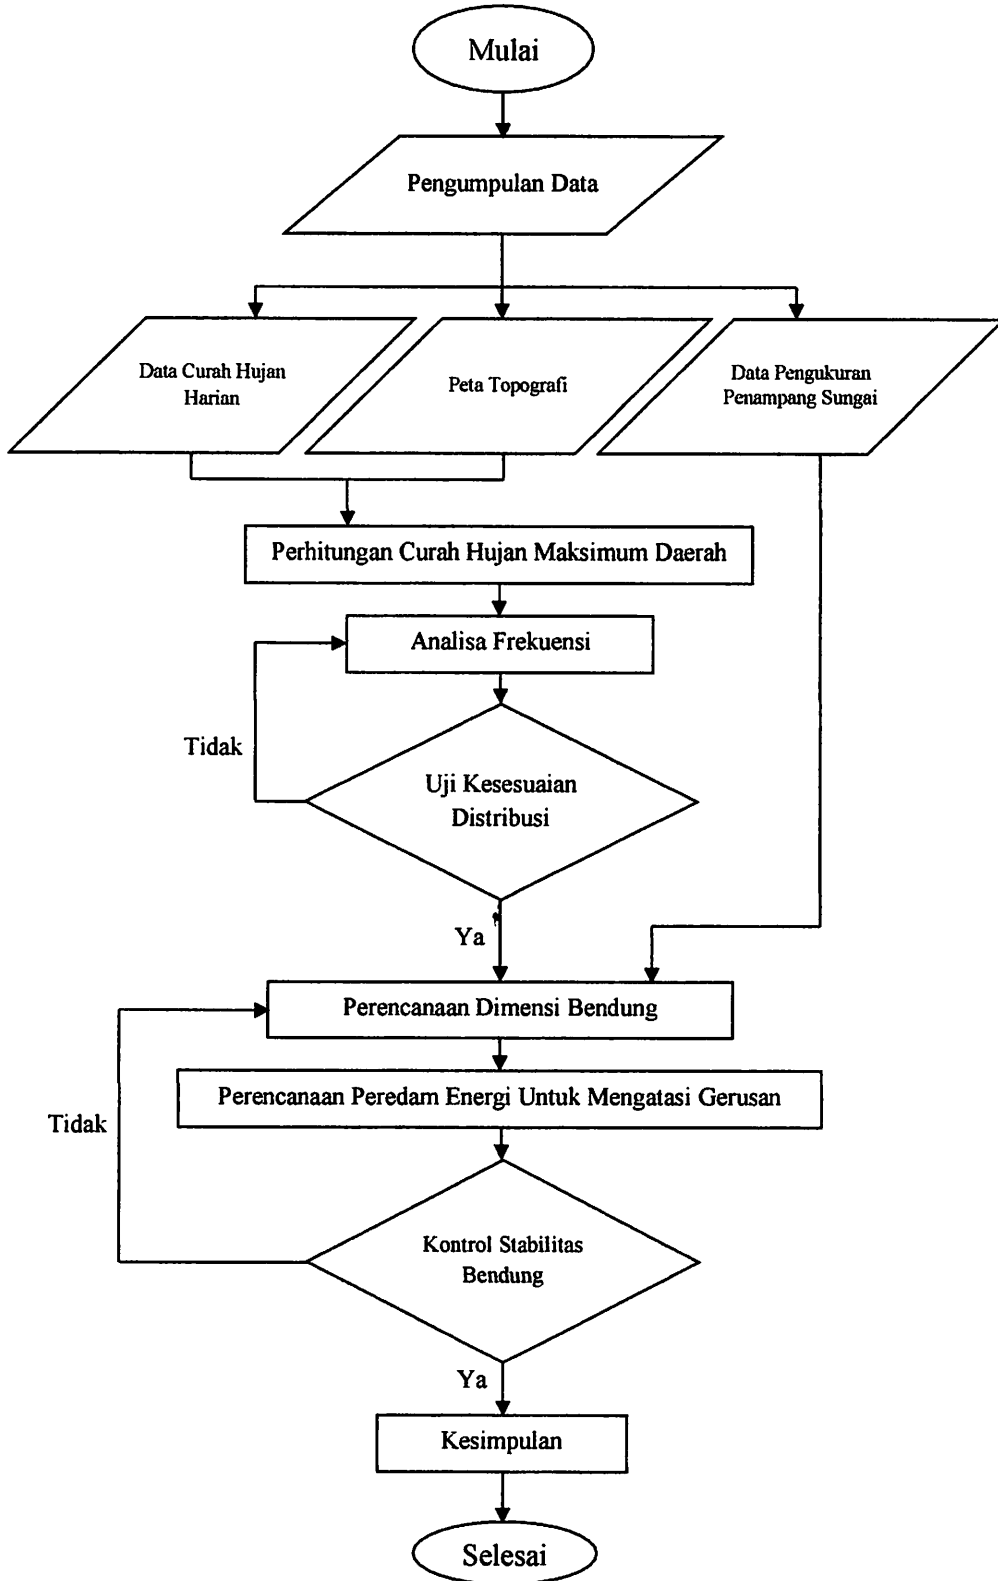 Mulai
Pengumpulan Data
Data Curah Hujan
Harian
Peta Topografi
Data Pengukuran
Penampang Sungai
Perhitungan Curah Hujan Maksimum Daerah
Analisa Frekuensi
Tidak
Uji Kesesuaian
Distribusi
Ya
Perencanaan Dimensi Bendung
Perencanaan Peredam Energi Untuk Mengatasi Gerusan
Tidak
Kontrol Stabilitas
Bendung
Ya
Kesimpulan
Selesai